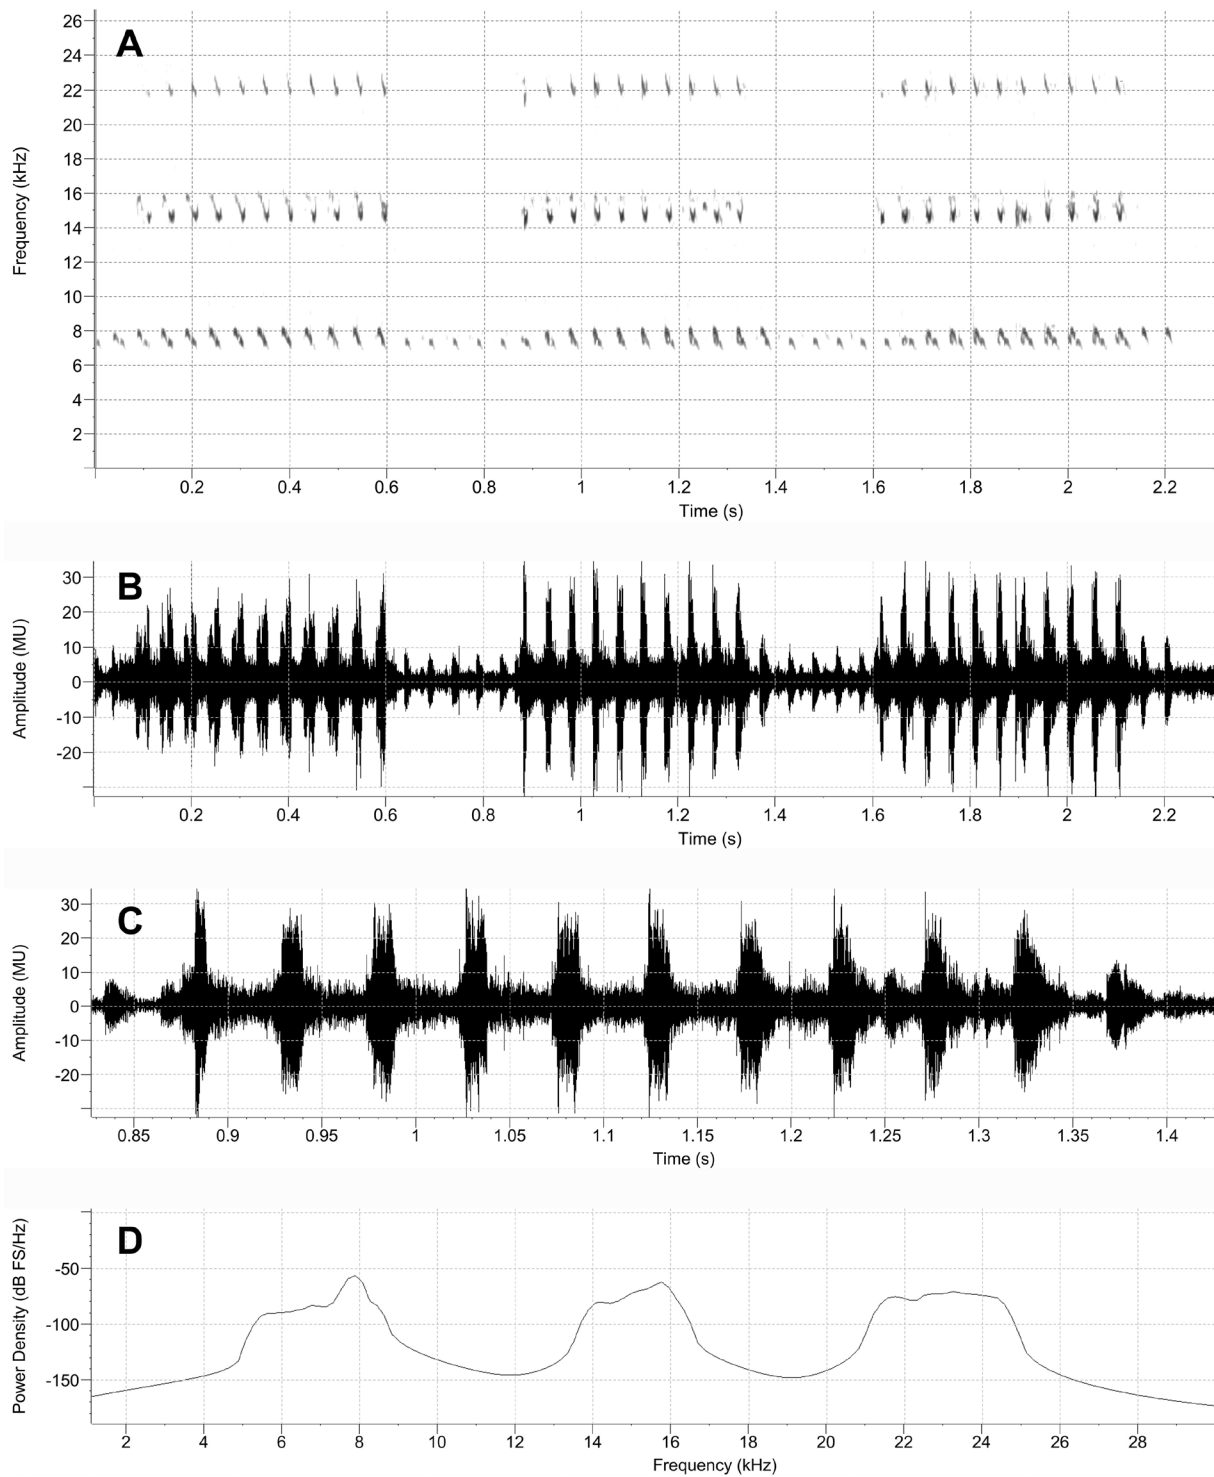 A
26
24
22
20
18
16
14
12
10
8
6
4
2
Frequency (kHz)
0.2 0.4 0.6 0.8 1 1.2 1.4 1.6 1.8 2 2.2
Time (s)
B
30
20
10
0
-10
-20
Amplitude (MU)
0.2 0.4 0.6 0.8 1 1.2 1.4 1.6 1.8 2 2.2
Time (s)
C
30
20
10
0
-10
-20
Amplitude (MU)
0.85 0.9 0.95 1 1.05 1.1 1.15 1.2 1.25 1.3 1.35 1.4
Time (s)
D
-50
-100
-150
Power Density (dB FS/Hz)
2 4 6 8 10 12 14 16 18 20 22 24 26 28
Frequency (kHz)